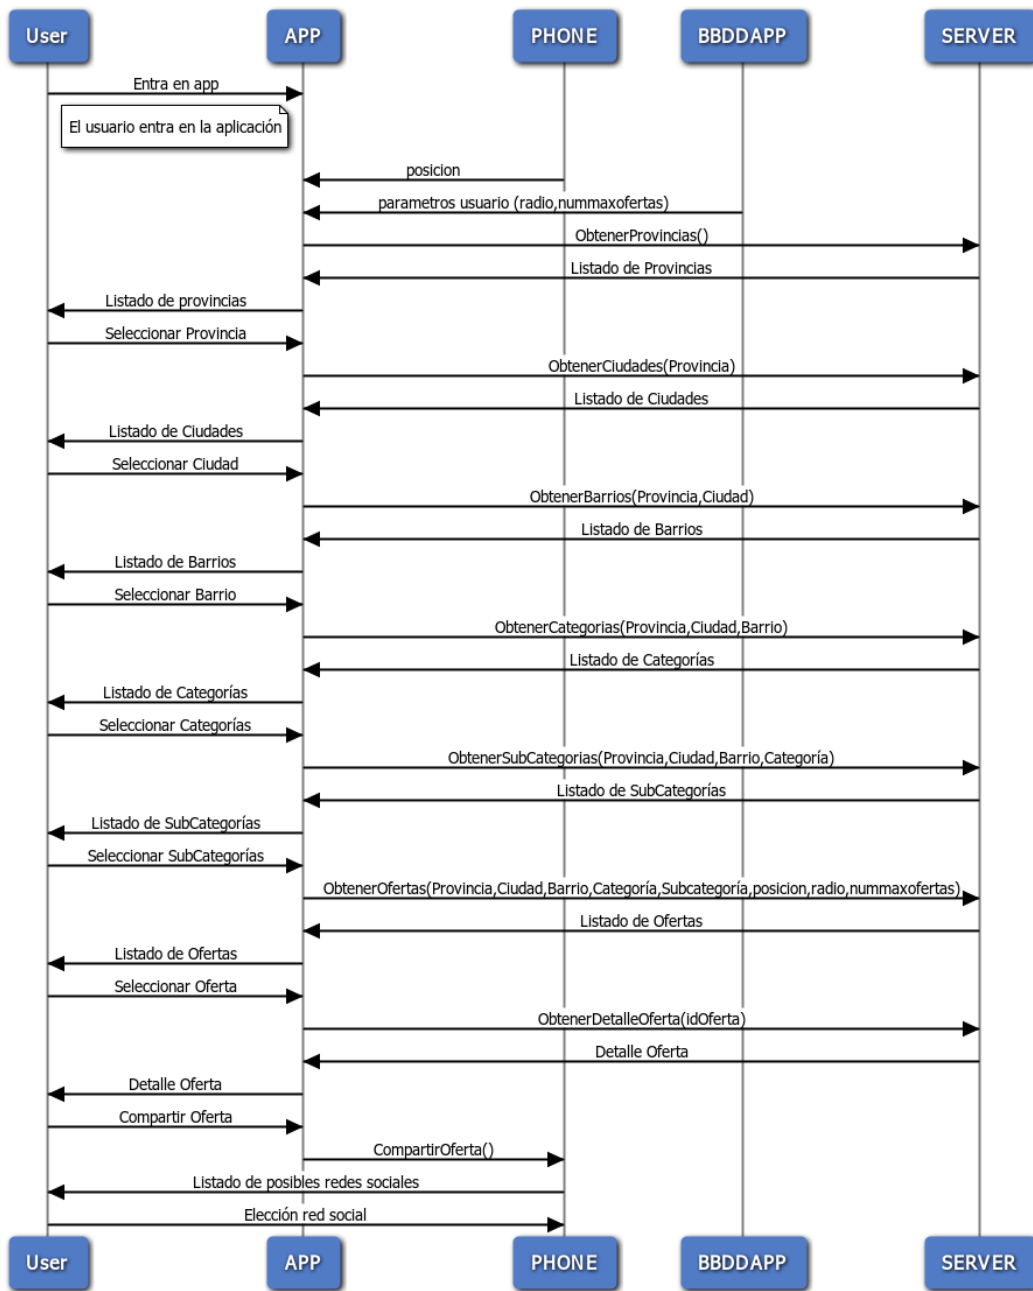 User APP PHONE BBDDAPP SERVER
Entra en app
El usuario entra en la aplicación
posicion
parametros usuario (radio,nummaxofertas)
ObtenerProvincias()
Listado de Provincias
Listado de provincias
Seleccionar Provincia
ObtenerCiudades(Provincia)
Listado de Ciudades
Listado de Ciudades
Seleccionar Ciudad
ObtenerBarrios(Provincia,Ciudad)
Listado de Barrios
Listado de Barrios
Seleccionar Barrio
ObtenerCategorias(Provincia,Ciudad,Barrio)
Listado de Categorías
Listado de Categorías
Seleccionar Categorías
ObtenerSubCategorias(Provincia,Ciudad,Barrio,Categoría)
Listado de SubCategorías
Listado de SubCategorías
Seleccionar SubCategorías
ObtenerOfertas(Provincia,Ciudad,Barrio,Categoría,Subcategoría,posicion,radio,nummaxofertas)
Listado de Ofertas
Listado de Ofertas
Seleccionar Oferta
ObtenerDetalleOferta(idOferta)
Detalle Oferta
Detalle Oferta
Compartir Oferta
CompartirOferta()
Listado de posibles redes sociales
Elección red social
User APP PHONE BBDDAPP SERVER